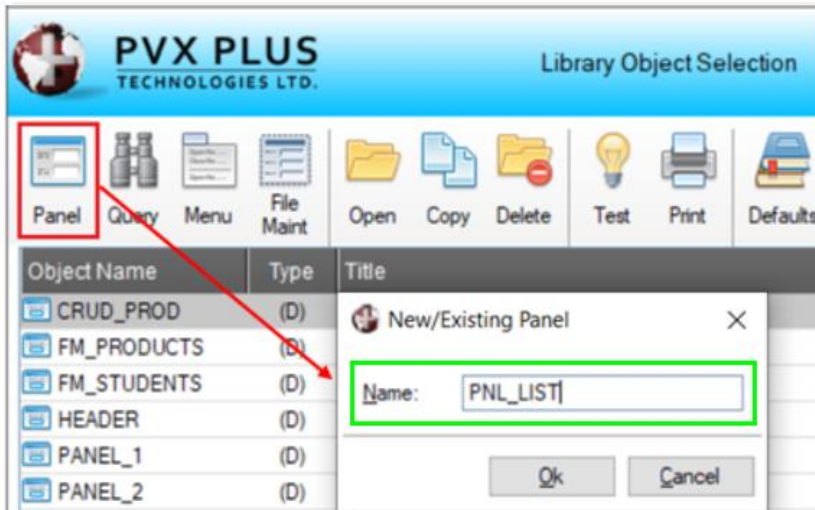 PVX PLUS
TECHNOLOGIES LTD.
Library Object Selection
Panel Query Menu File Maint Open Copy Delete Test Print Defaults
Object Name Type Title
CRUD_PROD (D)
FM_PRODUCTS (D)
FM_STUDENTS (D)
HEADER (D)
PANEL_1 (D)
PANEL_2 (D)
New/Existing Panel
Name: PNL_LIST
Ok Cancel